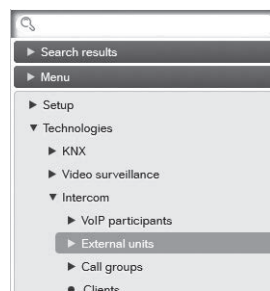 Search results
Menu
Setup
Technologies
KNX
Video surveillance
Intercom
VoIP participants
External units
Call groups
Clients